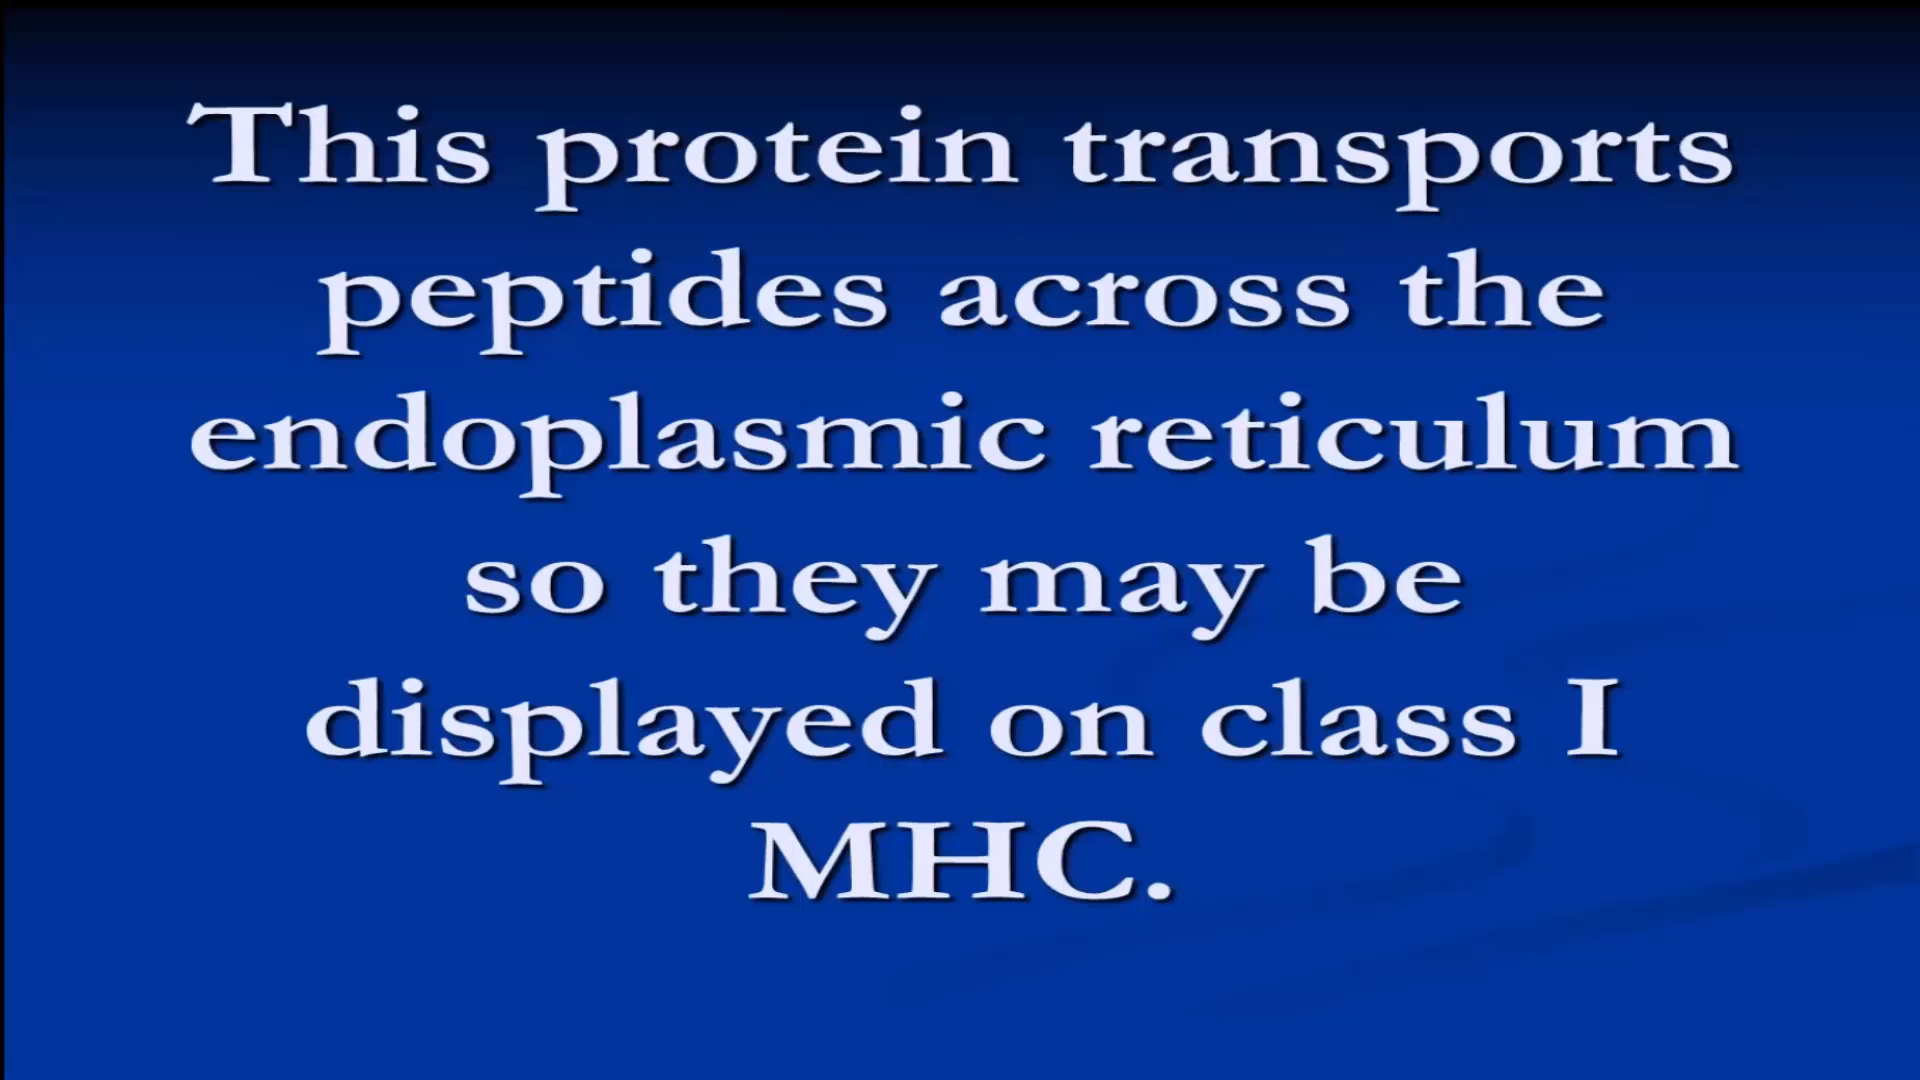 This protein transports
peptides across the
endoplasmic reticulum
so they may be
displayed on class I
MHC.